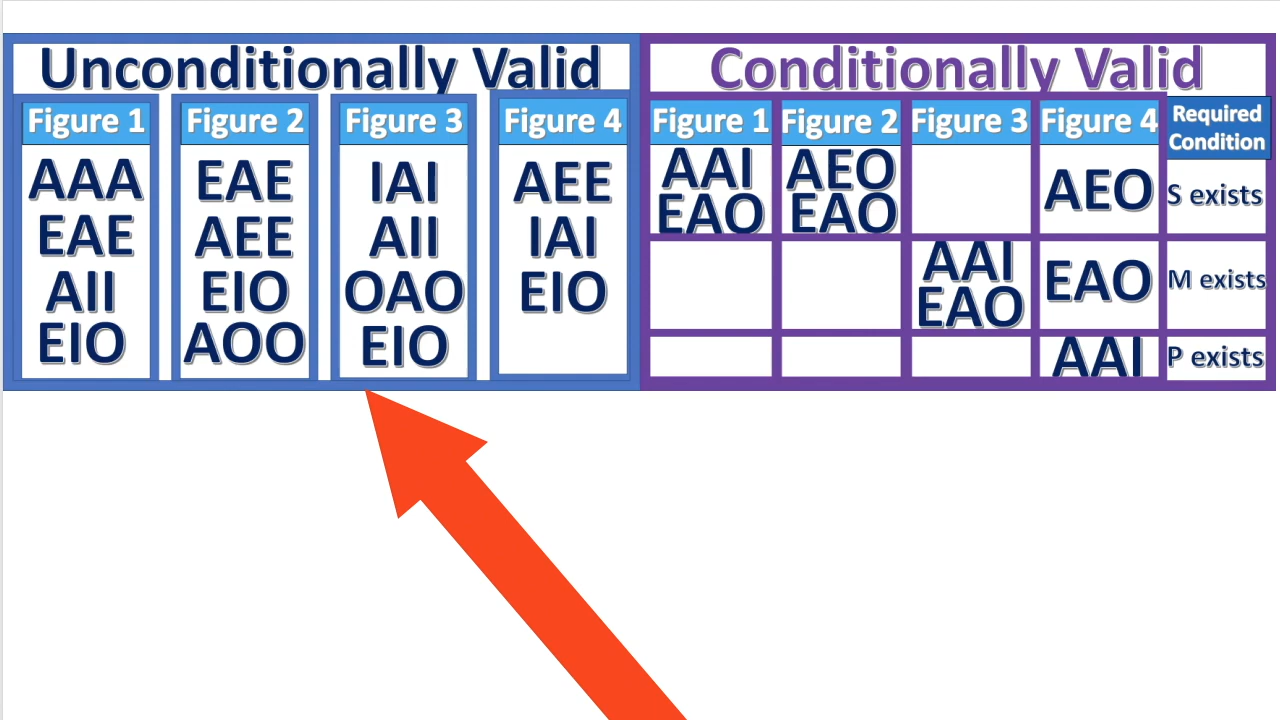 Unconditionally Valid
Figure 1 Figure 2 Figure 3 Figure 4
AAA EAE IAI AEE
EAE AEE AII IAI
AII EIO OAO EIO
EIO AOO EIO
Conditionally Valid
Figure 1 Figure 2 Figure 3 Figure 4 Required Condition
AAI AEO AEO S exists
EAO EAO
AAI EAO M exists
EAO
AAI P exists